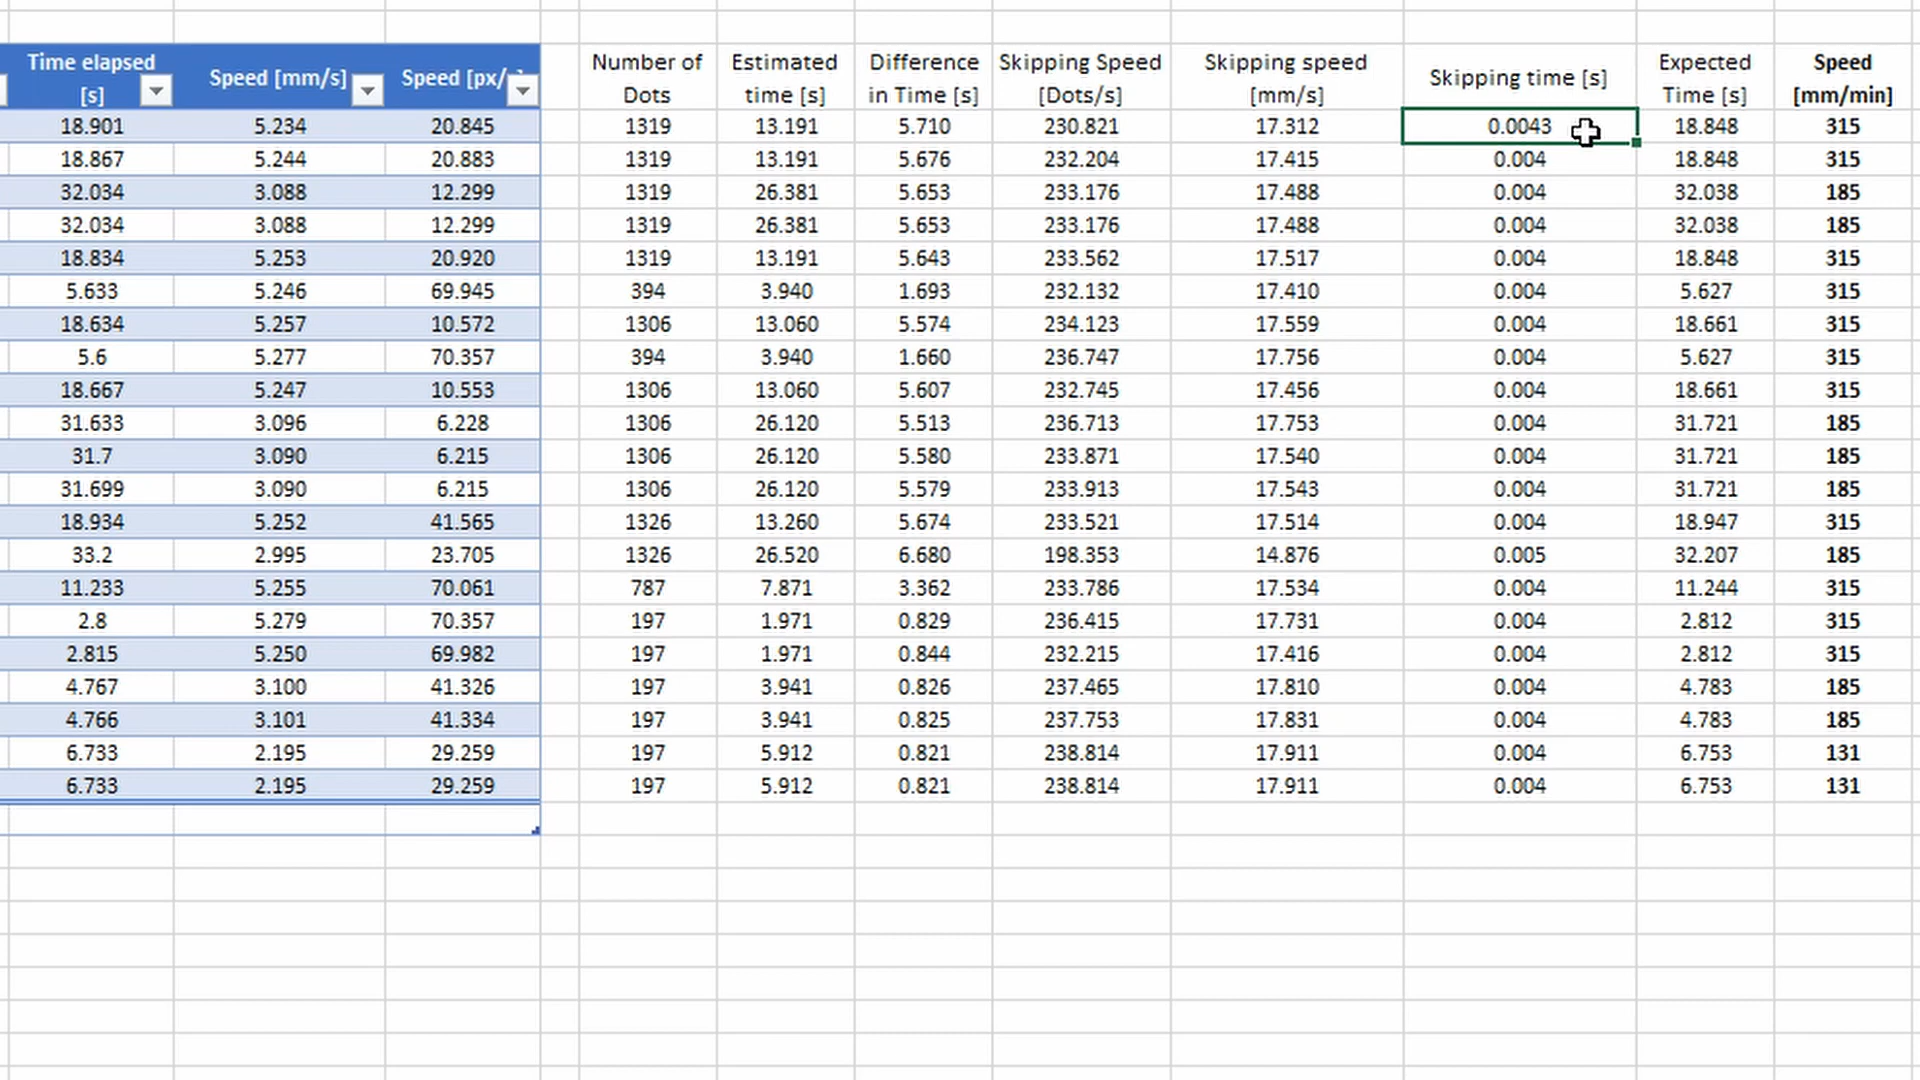 Time elapsed [s] Speed [mm/s] Speed [px/ Number of Dots Estimated time [s] Difference in Time [s] Skipping Speed [Dots/s] Skipping speed [mm/s] Skipping time [s] Expected Time [s] Speed [mm/min]
18.901 5.234 20.845 1319 13.191 5.710 230.821 17.312 0.0043 18.848 315
18.867 5.244 20.883 1319 13.191 5.676 232.204 17.415 0.004 18.848 315
32.034 3.088 12.299 1319 26.381 5.653 233.176 17.488 0.004 32.038 185
32.034 3.088 12.299 1319 26.381 5.653 233.176 17.488 0.004 32.038 185
18.834 5.253 20.920 1319 13.191 5.643 233.562 17.517 0.004 18.848 315
5.633 5.246 69.945 394 3.940 1.693 232.132 17.410 0.004 5.627 315
18.634 5.257 10.572 1306 13.060 5.574 234.123 17.559 0.004 18.661 315
5.6 5.277 70.357 394 3.940 1.660 236.747 17.756 0.004 5.627 315
18.667 5.247 10.553 1306 13.060 5.607 232.745 17.456 0.004 18.661 315
31.633 3.096 6.228 1306 26.120 5.513 236.713 17.753 0.004 31.721 185
31.7 3.090 6.215 1306 26.120 5.580 233.871 17.540 0.004 31.721 185
31.699 3.090 6.215 1306 26.120 5.579 233.913 17.543 0.004 31.721 185
18.934 5.252 41.565 1326 13.260 5.674 233.521 17.514 0.004 18.947 315
33.2 2.995 23.705 1326 26.520 6.680 198.353 14.876 0.005 32.207 185
11.233 5.255 70.061 787 7.871 3.362 233.786 17.534 0.004 11.244 315
2.8 5.279 70.357 197 1.971 0.829 236.415 17.731 0.004 2.812 315
2.815 5.250 69.982 197 1.971 0.844 232.215 17.416 0.004 2.812 315
4.767 3.100 41.326 197 3.941 0.826 237.465 17.810 0.004 4.783 185
4.766 3.101 41.334 197 3.941 0.825 237.753 17.831 0.004 4.783 185
6.733 2.195 29.259 197 5.912 0.821 238.814 17.911 0.004 6.753 131
6.733 2.195 29.259 197 5.912 0.821 238.814 17.911 0.004 6.753 131